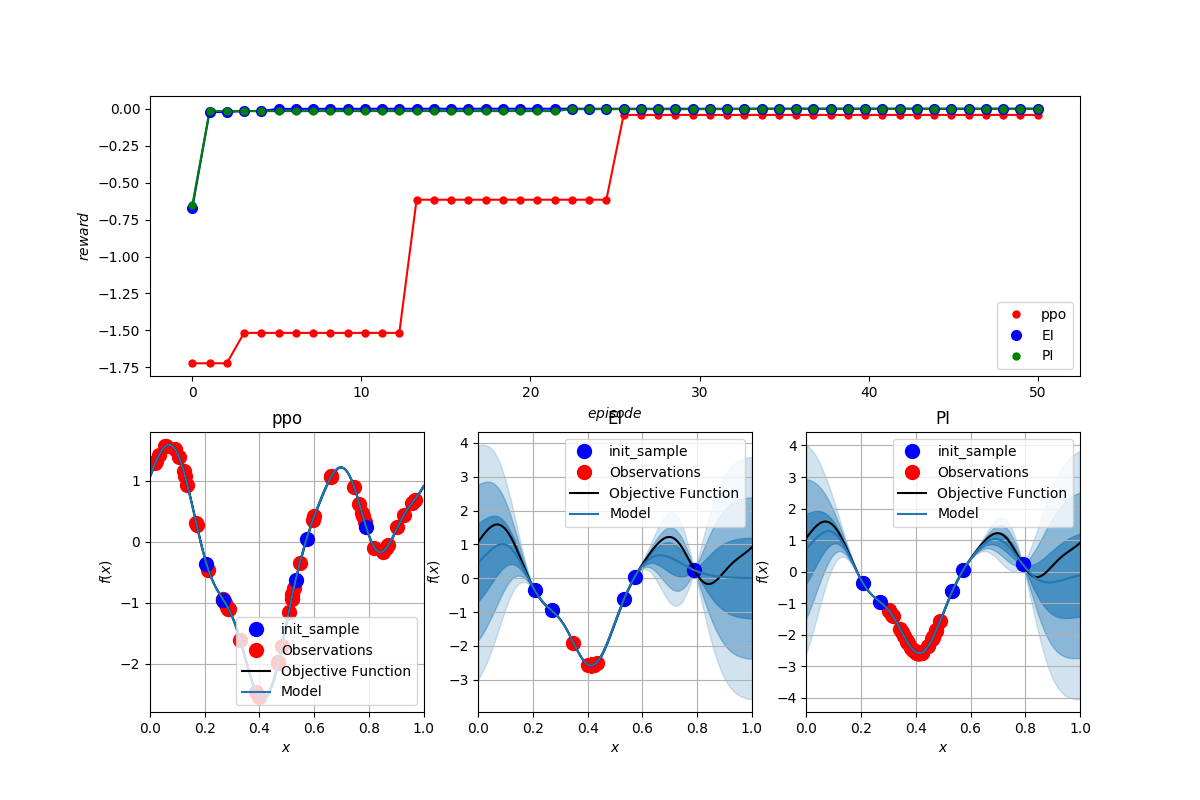 0.00
−0.25
−0.50
−0.75
−1.00
−1.25
−1.50
−1.75
reward
0 10 20 30 40 50
episode
ppo
EI
PI
ppo
1
0
−1
−2
f(x)
0.0 0.2 0.4 0.6 0.8 1.0
x
init_sample
Observations
Objective Function
Model
EI
4
3
2
1
0
−1
−2
−3
f(x)
0.0 0.2 0.4 0.6 0.8 1.0
x
init_sample
Observations
Objective Function
Model
PI
4
3
2
1
0
−1
−2
−3
−4
f(x)
0.0 0.2 0.4 0.6 0.8 1.0
x
init_sample
Observations
Objective Function
Model